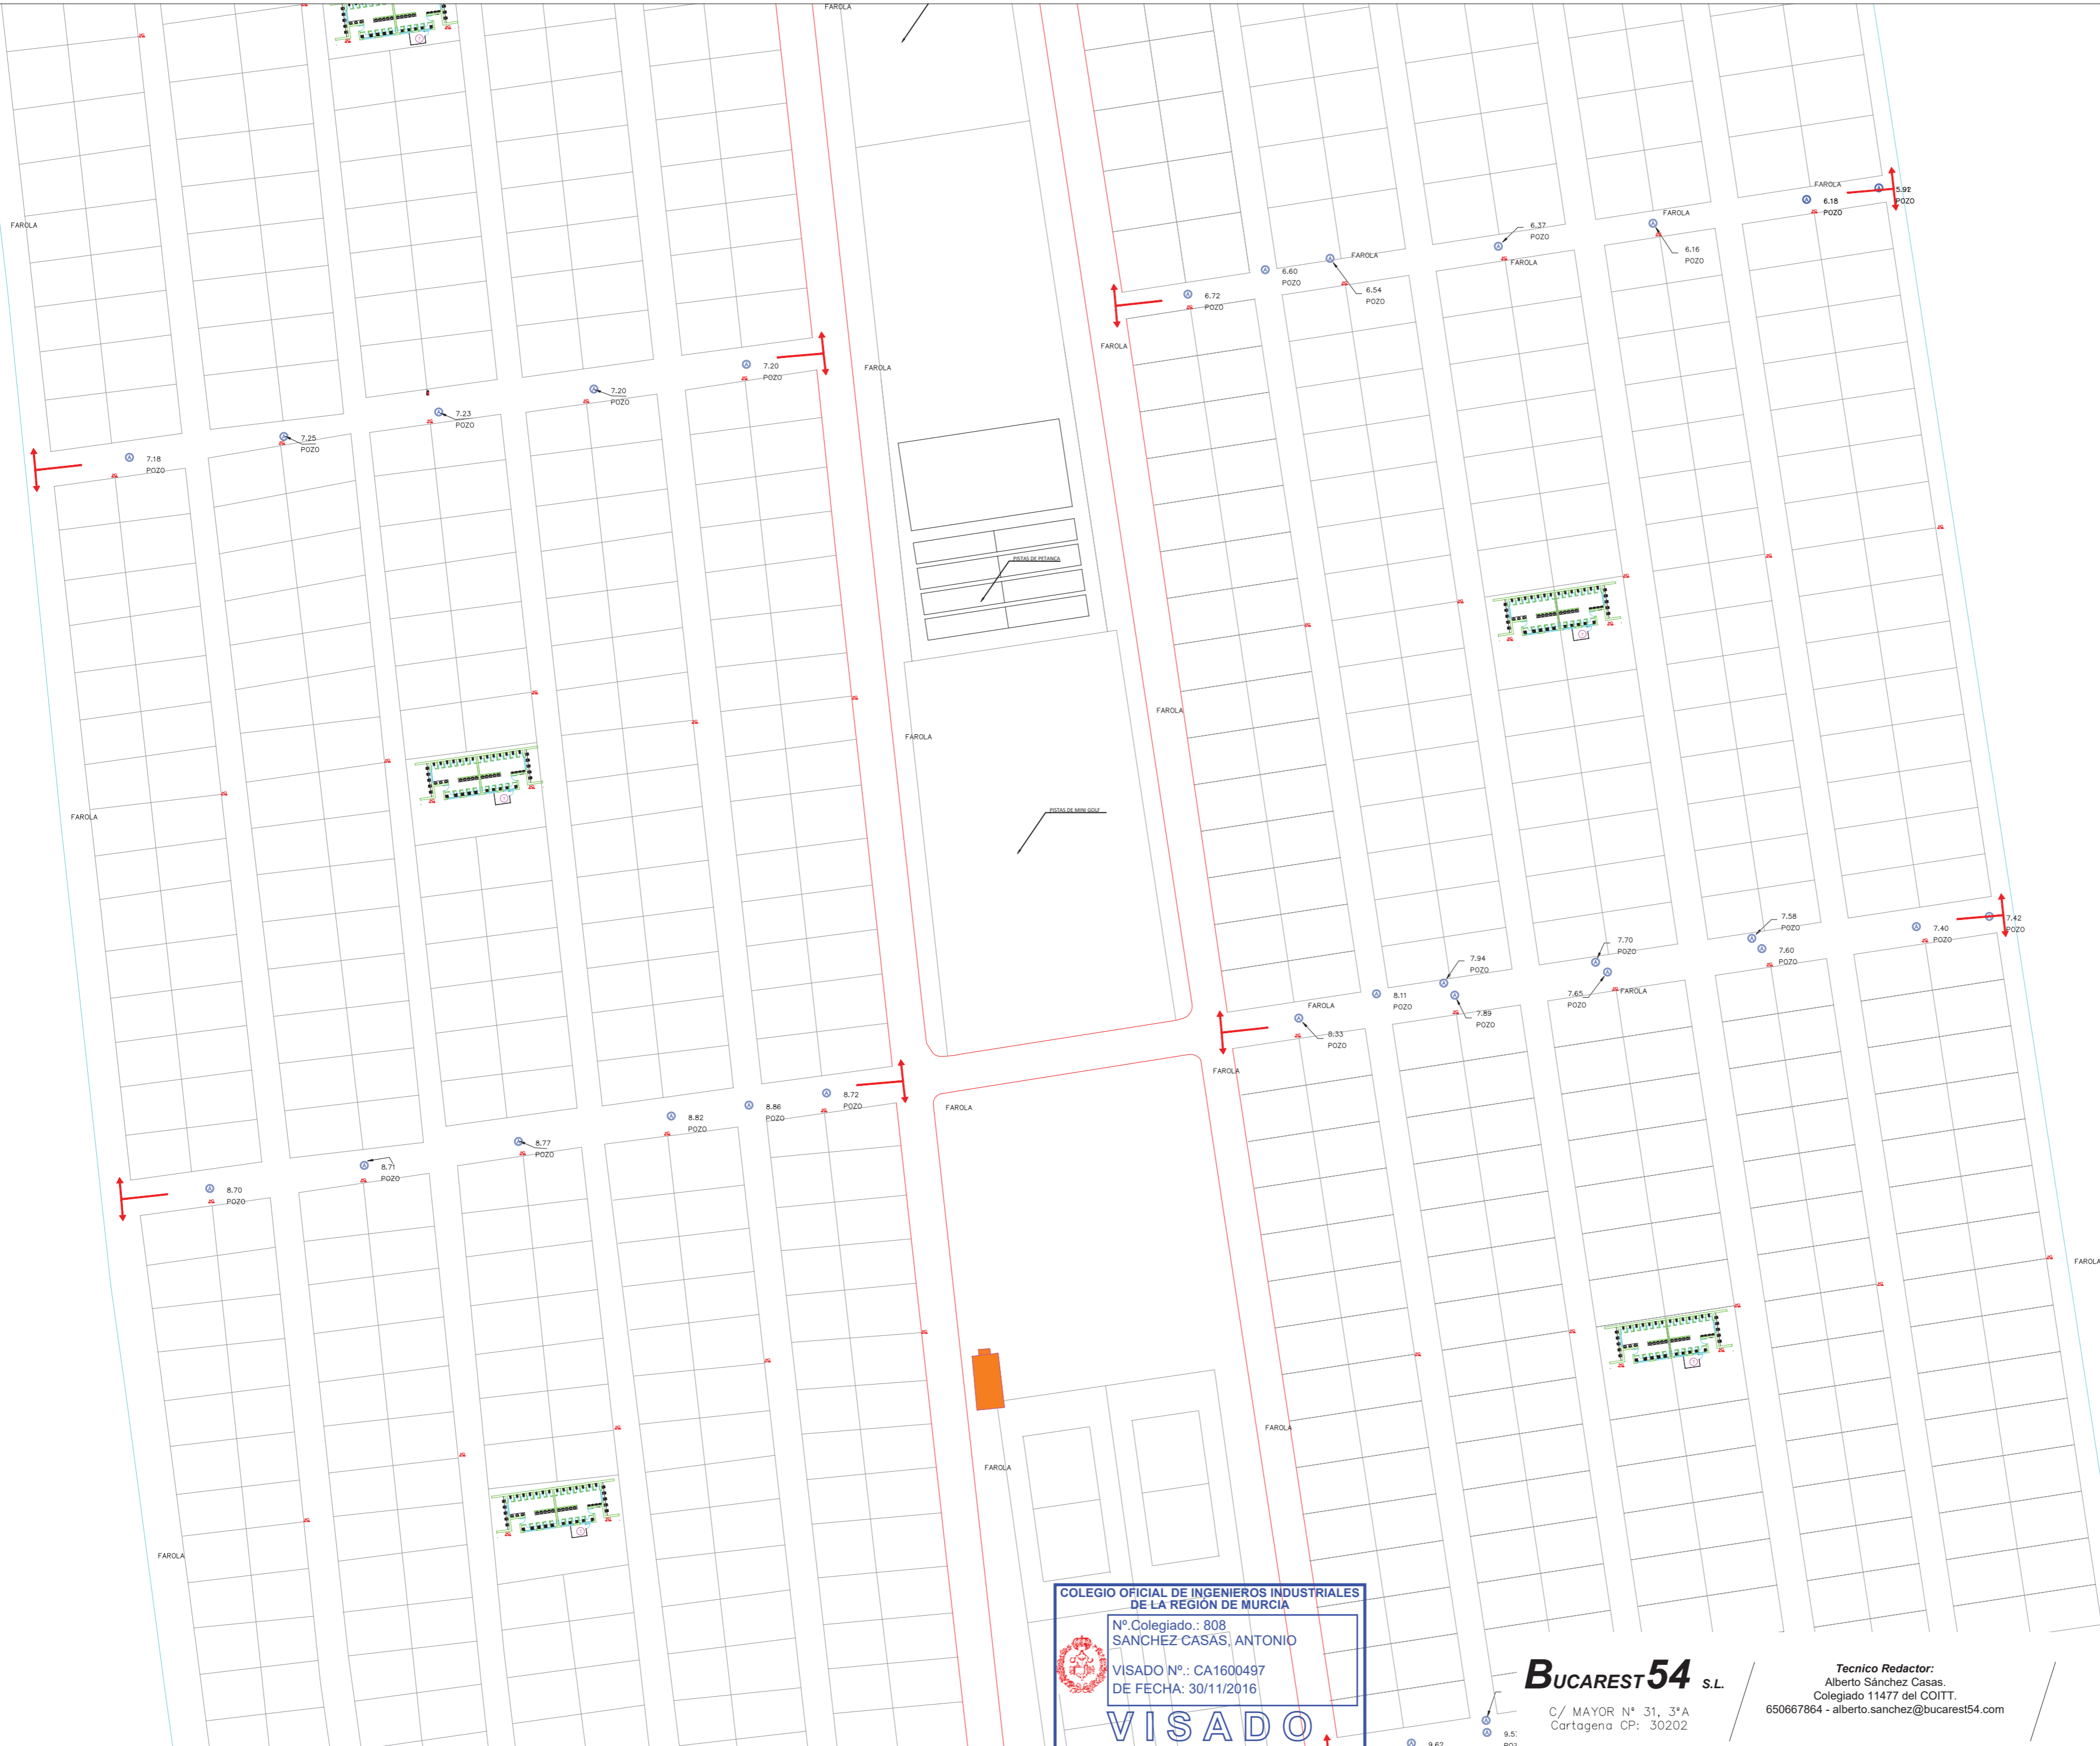 FAROLA
FAROLA
FAROLA
5.92
POZO
6.18
POZO
FAROLA
6.37
POZO
6.16
POZO
FAROLA
FAROLA
6.60
POZO
6.54
POZO
6.72
POZO
FAROLA
FAROLA
7.20
POZO
7.20
POZO
7.23
POZO
7.25
POZO
7.18
POZO
PISTAS DE PETANCA
FAROLA
FAROLA
PISTAS DE MINI GOLF
FAROLA
7.58
POZO
7.42
POZO
7.40
POZO
7.70
POZO
7.60
POZO
7.94
POZO
7.65
POZO
FAROLA
8.11
POZO
FAROLA
7.89
POZO
8.33
POZO
FAROLA
8.72
POZO
FAROLA
8.86
POZO
8.82
POZO
8.77
POZO
8.71
POZO
8.70
POZO
FAROLA
FAROLA
FAROLA
FAROLA
COLEGIO OFICIAL DE INGENIEROS INDUSTRIALES
DE LA REGIÓN DE MURCIA
Nº.Colegiado.: 808
SANCHEZ CASAS, ANTONIO
VISADO Nº.: CA1600497
DE FECHA: 30/11/2016
VISADO
BUCAREST 54 S.L.
C/ MAYOR Nº 31, 3ºA
Cartagena CP: 30202
Tecnico Redactor:
Alberto Sánchez Casas.
Colegiado 11477 del COITT.
650667864 - alberto.sanchez@bucarest54.com
9.62